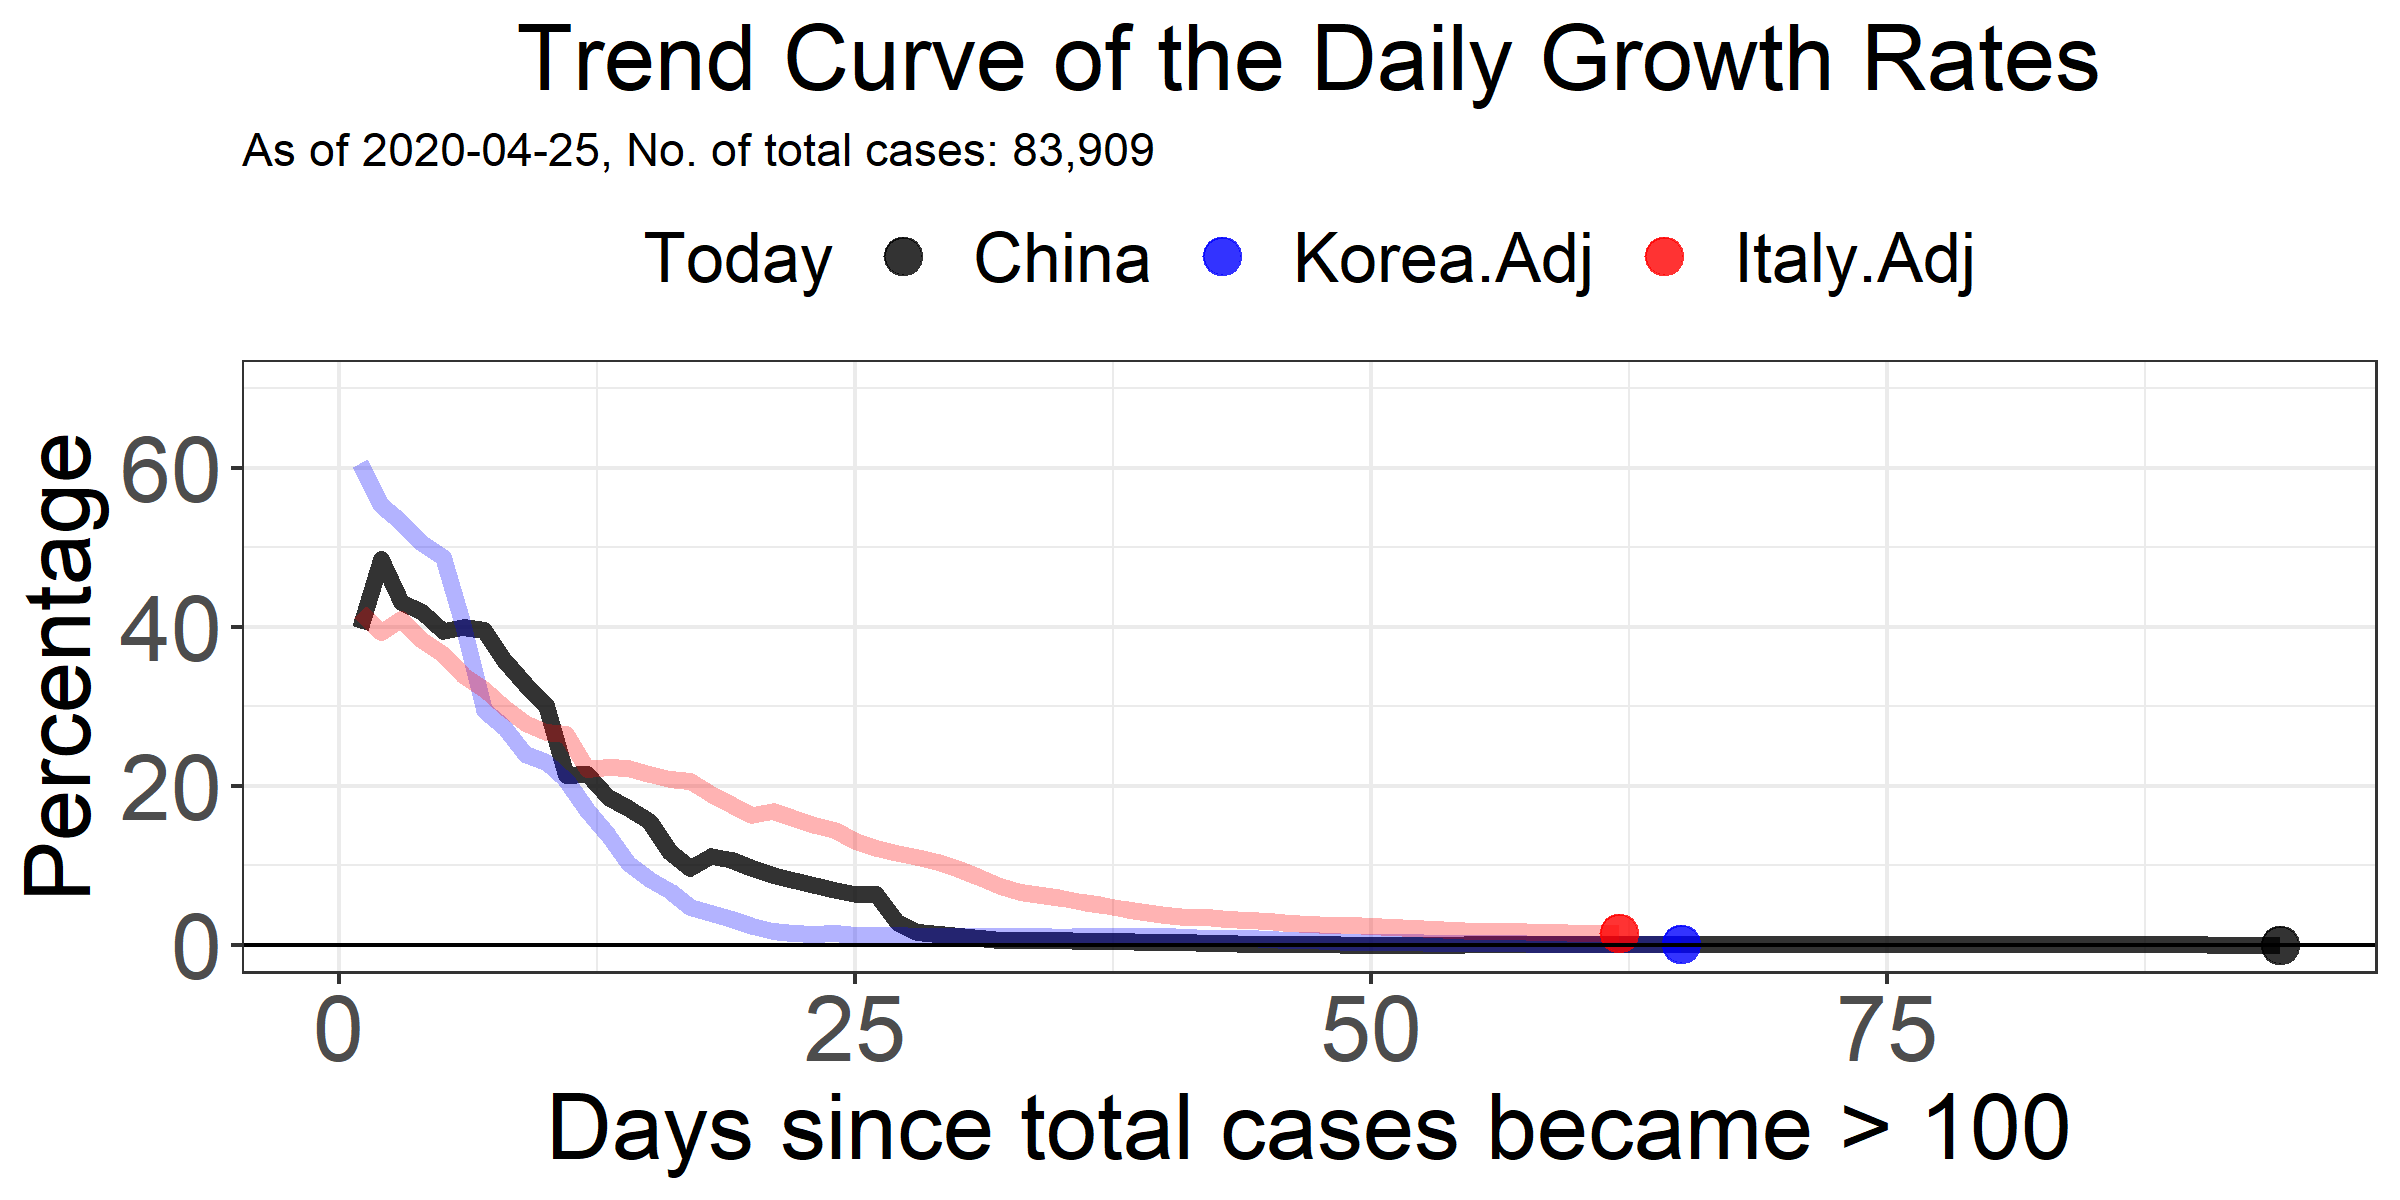 Trend Curve of the Daily Growth Rates
As of 2020-04-25, No. of total cases: 83,909
Today China Korea.Adj Italy.Adj
Percentage
60
40
20
0
0 25 50 75
Days since total cases became > 100